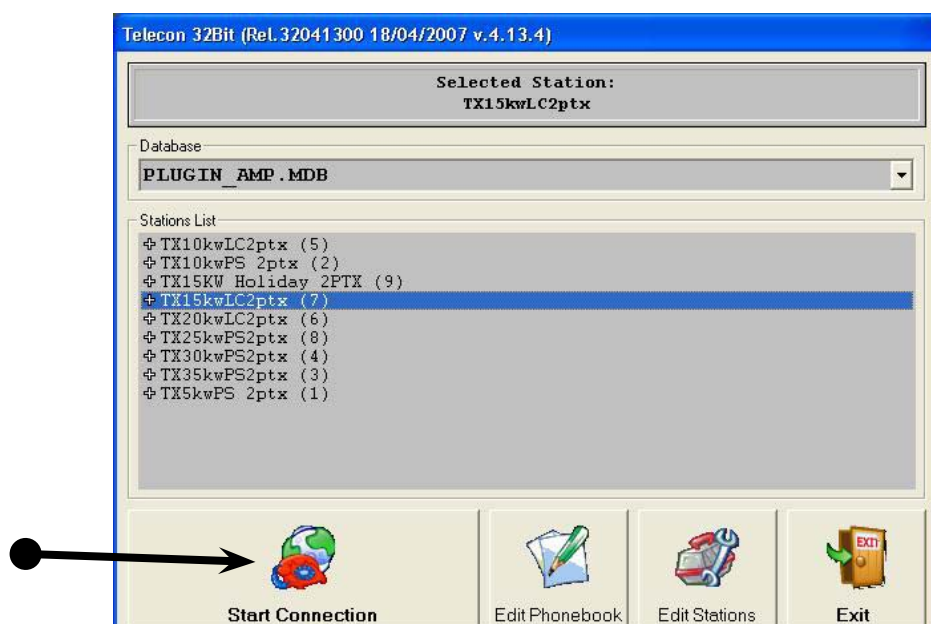 Telecon 32Bit (Rel.32041300 18/04/2007 v.4.13.4)
Selected Station:
TX15kwLC2ptx
Database
PLUGIN_AMP.MDB
Stations List
TX10kwLC2ptx (5)
TX10kwPS 2ptx (2)
TX15KW Holiday 2PTX (9)
TX15kwLC2ptx (7)
TX20kwLC2ptx (6)
TX25kwPS2ptx (8)
TX30kwPS2ptx (4)
TX35kwPS2ptx (3)
TX5kwPS 2ptx (1)
EXIT
Start Connection
Edit Phonebook
Edit Stations
Exit